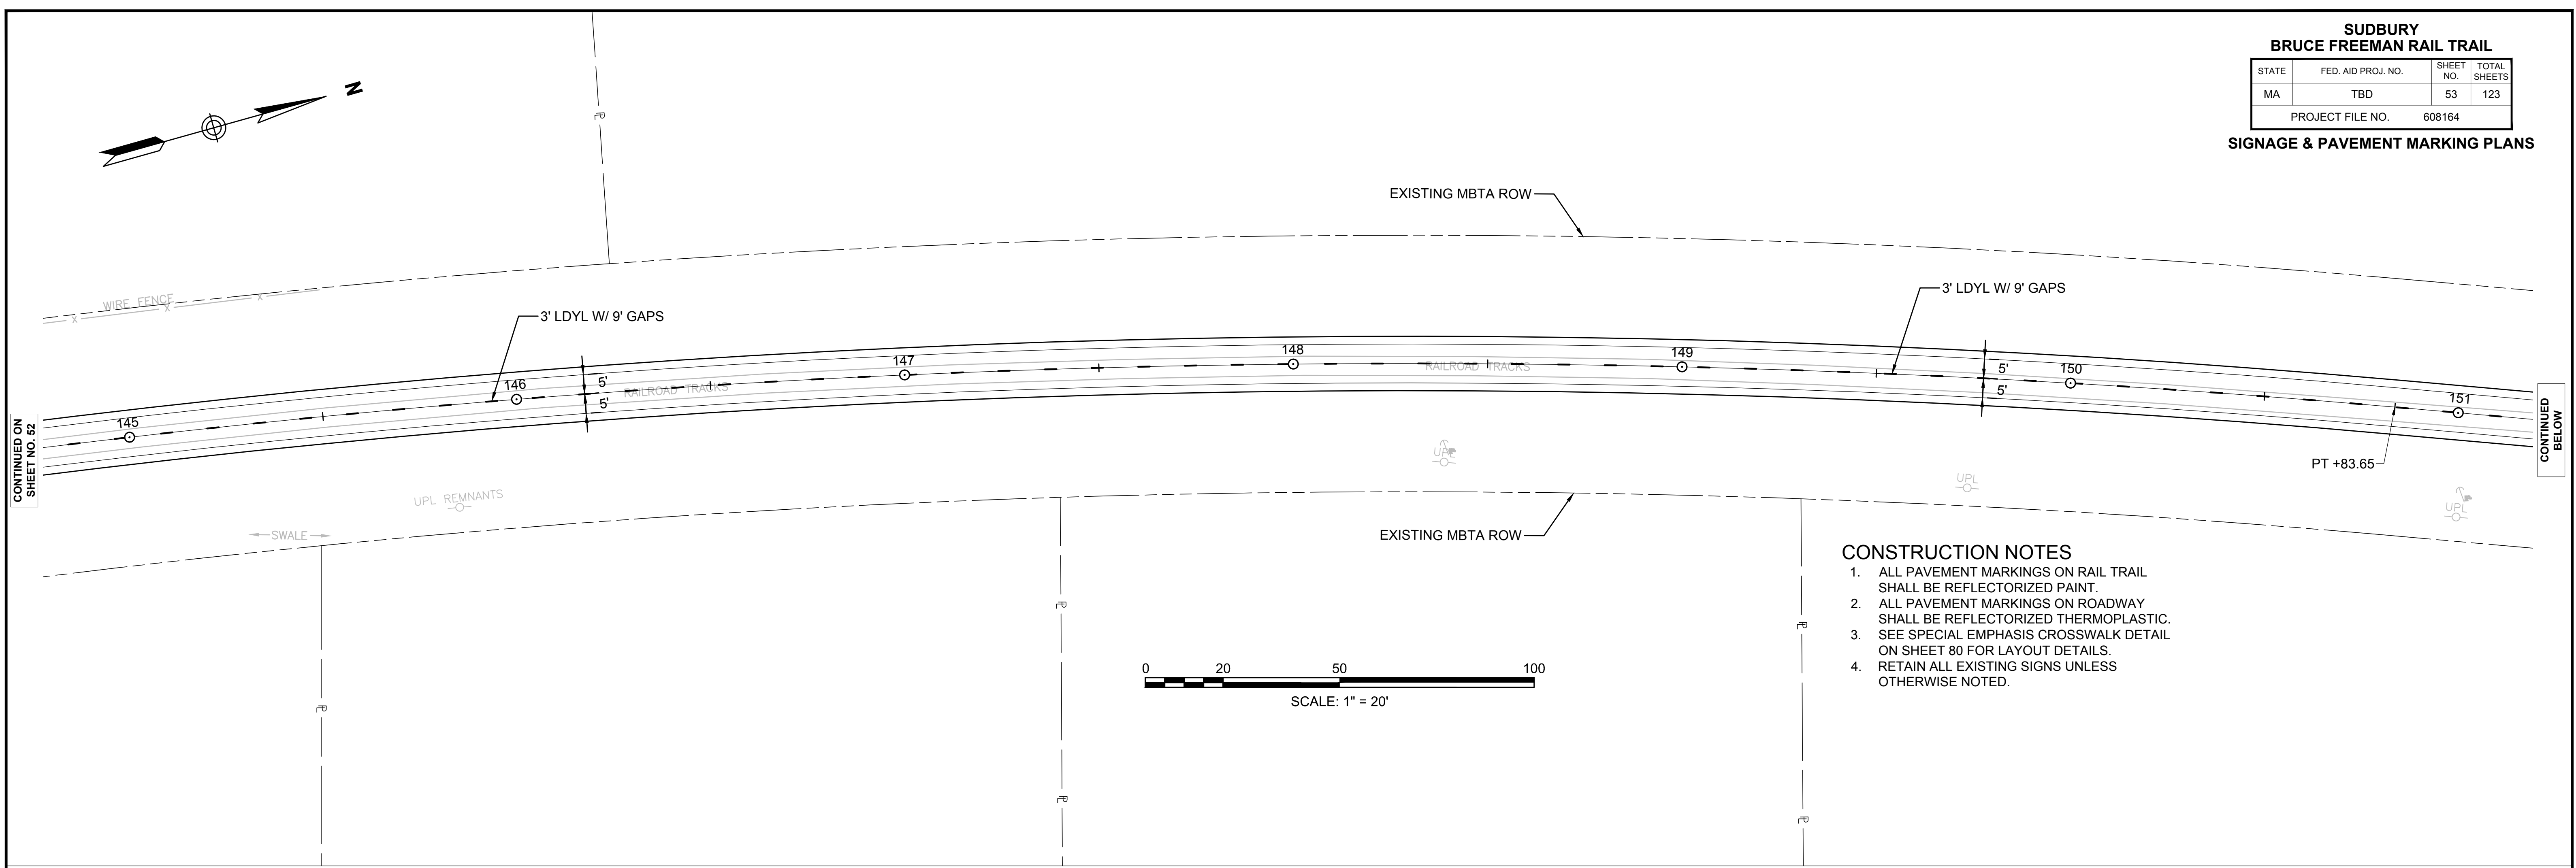 SUDBURY
BRUCE FREEMAN RAIL TRAIL
STATE FED. AID PROJ. NO. SHEET NO. TOTAL SHEETS
MA TBD 53 123
PROJECT FILE NO. 608164
SIGNAGE & PAVEMENT MARKING PLANS
N
PL
EXISTING MBTA ROW
WIRE FENCE
X X X
3' LDYL W/ 9' GAPS
3' LDYL W/ 9' GAPS
145
146
147
148
149
150
151
5'
5'
5'
5'
RAILROAD TRACKS
RAILROAD TRACKS
CONTINUED ON
SHEET NO. 52
CONTINUED
BELOW
PT +83.65
UPL REMNANTS
UPL
UPL
UPL
SWALE
EXISTING MBTA ROW
PL
PL
PL
PL
PL
CONSTRUCTION NOTES
1. ALL PAVEMENT MARKINGS ON RAIL TRAIL
SHALL BE REFLECTORIZED PAINT.
2. ALL PAVEMENT MARKINGS ON ROADWAY
SHALL BE REFLECTORIZED THERMOPLASTIC.
3. SEE SPECIAL EMPHASIS CROSSWALK DETAIL
ON SHEET 80 FOR LAYOUT DETAILS.
4. RETAIN ALL EXISTING SIGNS UNLESS
OTHERWISE NOTED.
0 20 50 100
SCALE: 1" = 20'